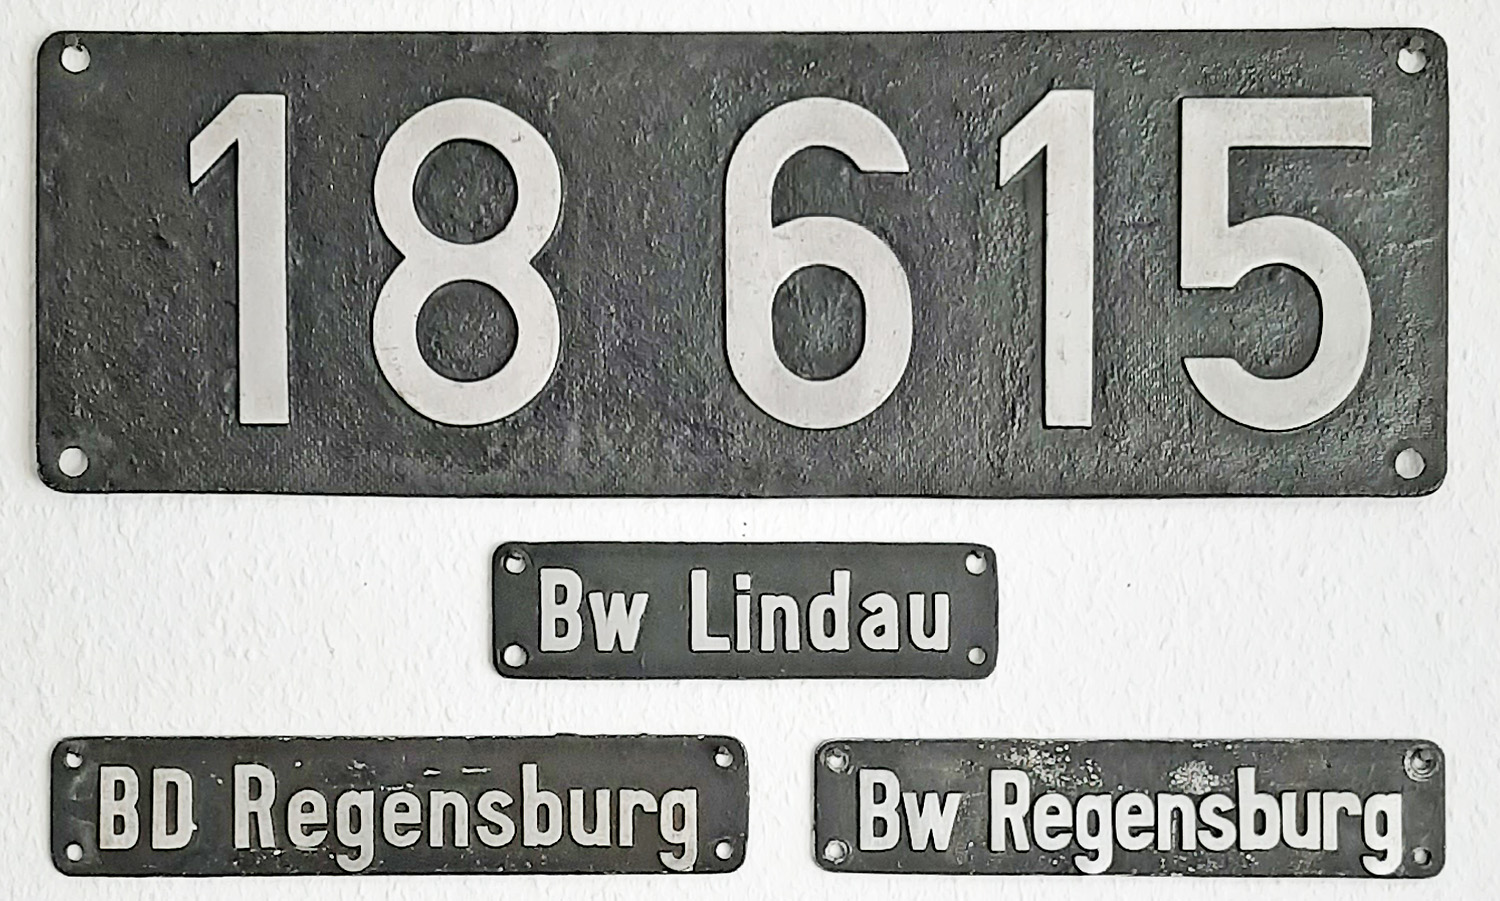 18 615
Bw Lindau
BD Regensburg
Bw Regensburg